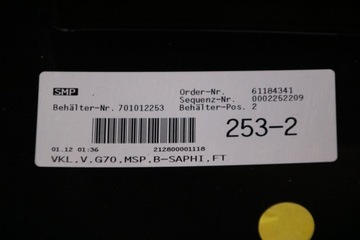 SMP
Order-Nr. 61184341
Sequenz-Nr. 0002252209
Behälter-Nr. 701012253 Behälter-Pos. 2
253-2
01.12 01:36 212800001118
VKL.V.G70.MSP.B-SAPHI.FT